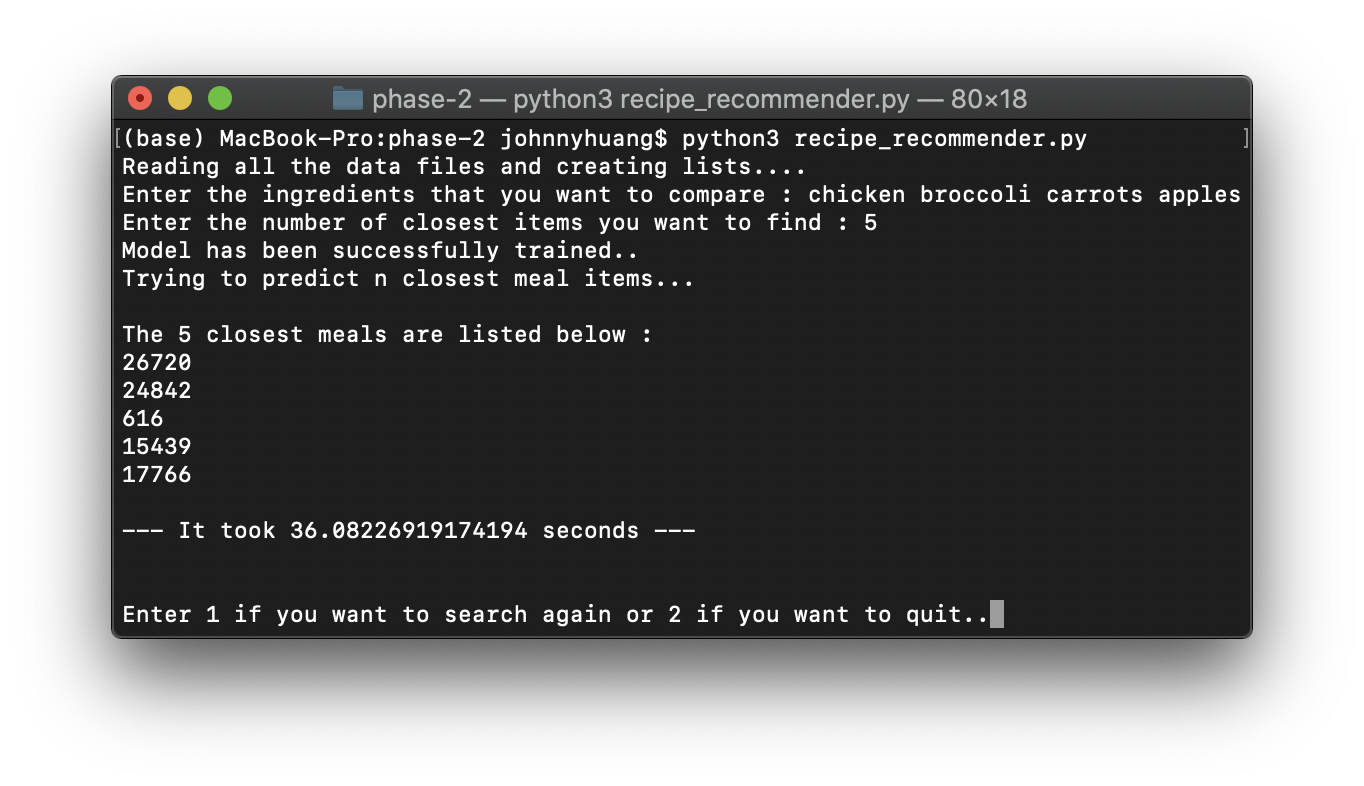 phase-2 — python3 recipe_recommender.py — 80×18
[(base) MacBook-Pro:phase-2 johnnyhuang$ python3 recipe_recommender.py ]
Reading all the data files and creating lists....
Enter the ingredients that you want to compare : chicken broccoli carrots apples
Enter the number of closest items you want to find : 5
Model has been successfully trained..
Trying to predict n closest meal items...
The 5 closest meals are listed below :
26720
24842
616
15439
17766
--- It took 36.08226919174194 seconds ---
Enter 1 if you want to search again or 2 if you want to quit..